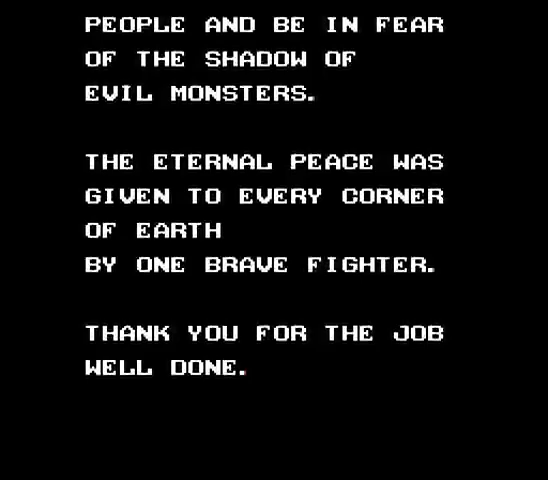 PEOPLE AND BE IN FEAR
OF THE SHADOW OF
EVIL MONSTERS.
THE ETERNAL PEACE WAS
GIVEN TO EVERY CORNER
OF EARTH
BY ONE BRAVE FIGHTER.
THANK YOU FOR THE JOB
WELL DONE.